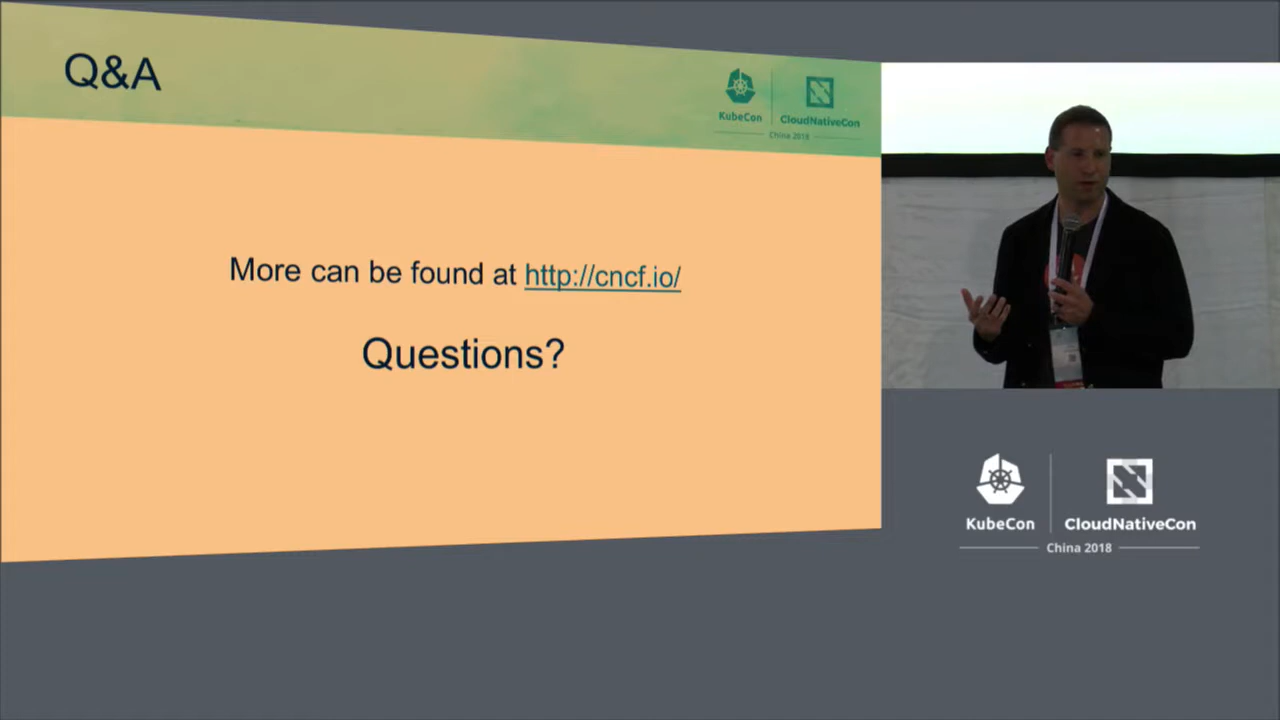 Q&A
KubeCon
CloudNativeCon
China 2018
More can be found at http://cncf.io/
Questions?
KubeCon
CloudNativeCon
China 2018